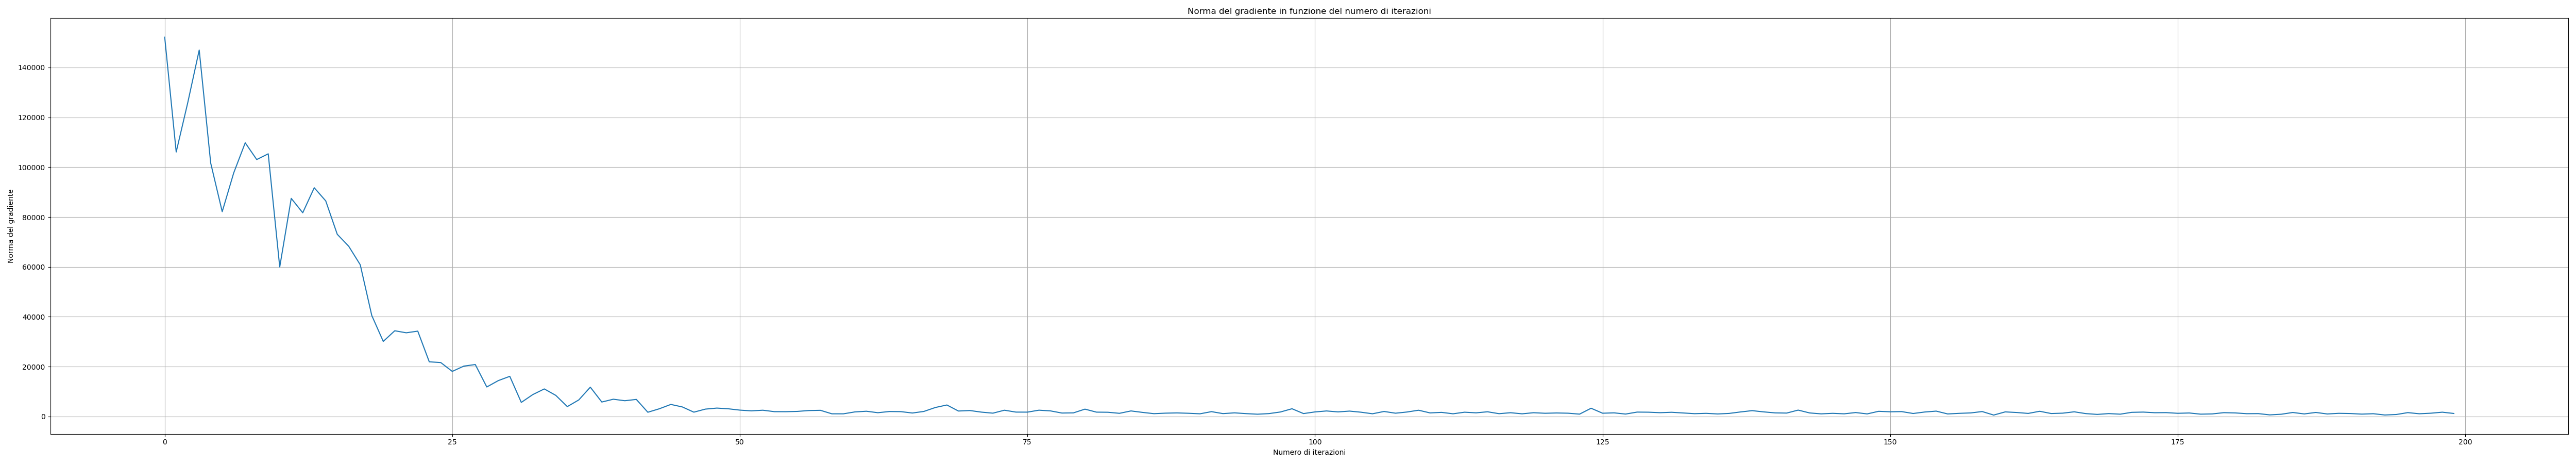 Norma del gradiente in funzione del numero di iterazioni
Norma del gradiente
140000
120000
100000
80000
60000
40000
20000
0
0 25 50 75 100 125 150 175 200
Numero di iterazioni